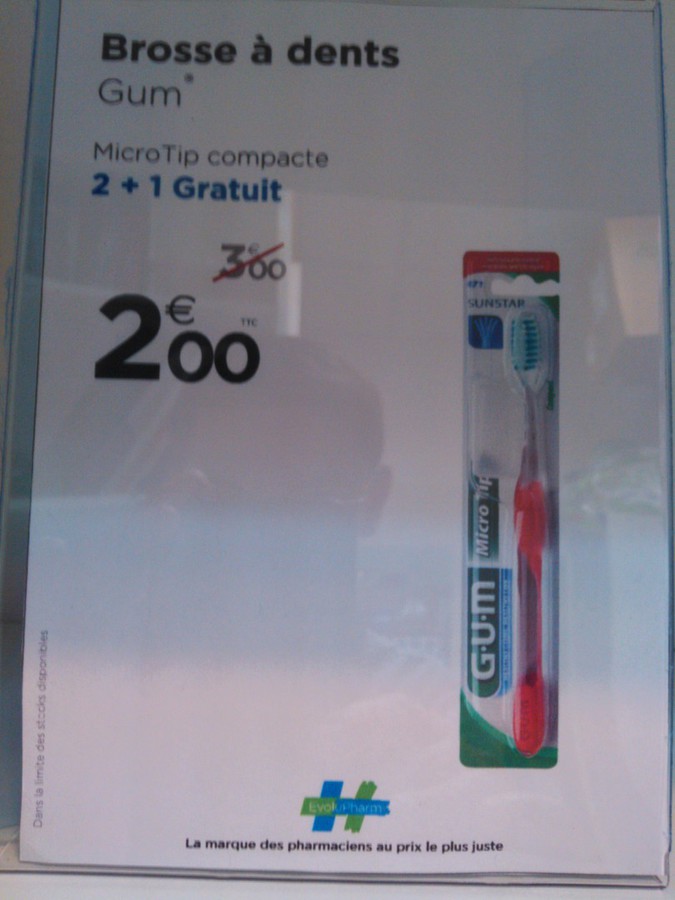 Brosse à dents
Gum®
MicroTip compacte
2 + 1 Gratuit
3€00
2€00 TTC
471
SUNSTAR
G·U·M Micro Tip
Dans la limite des stocks disponibles
EvoluPharm
La marque des pharmaciens au prix le plus juste